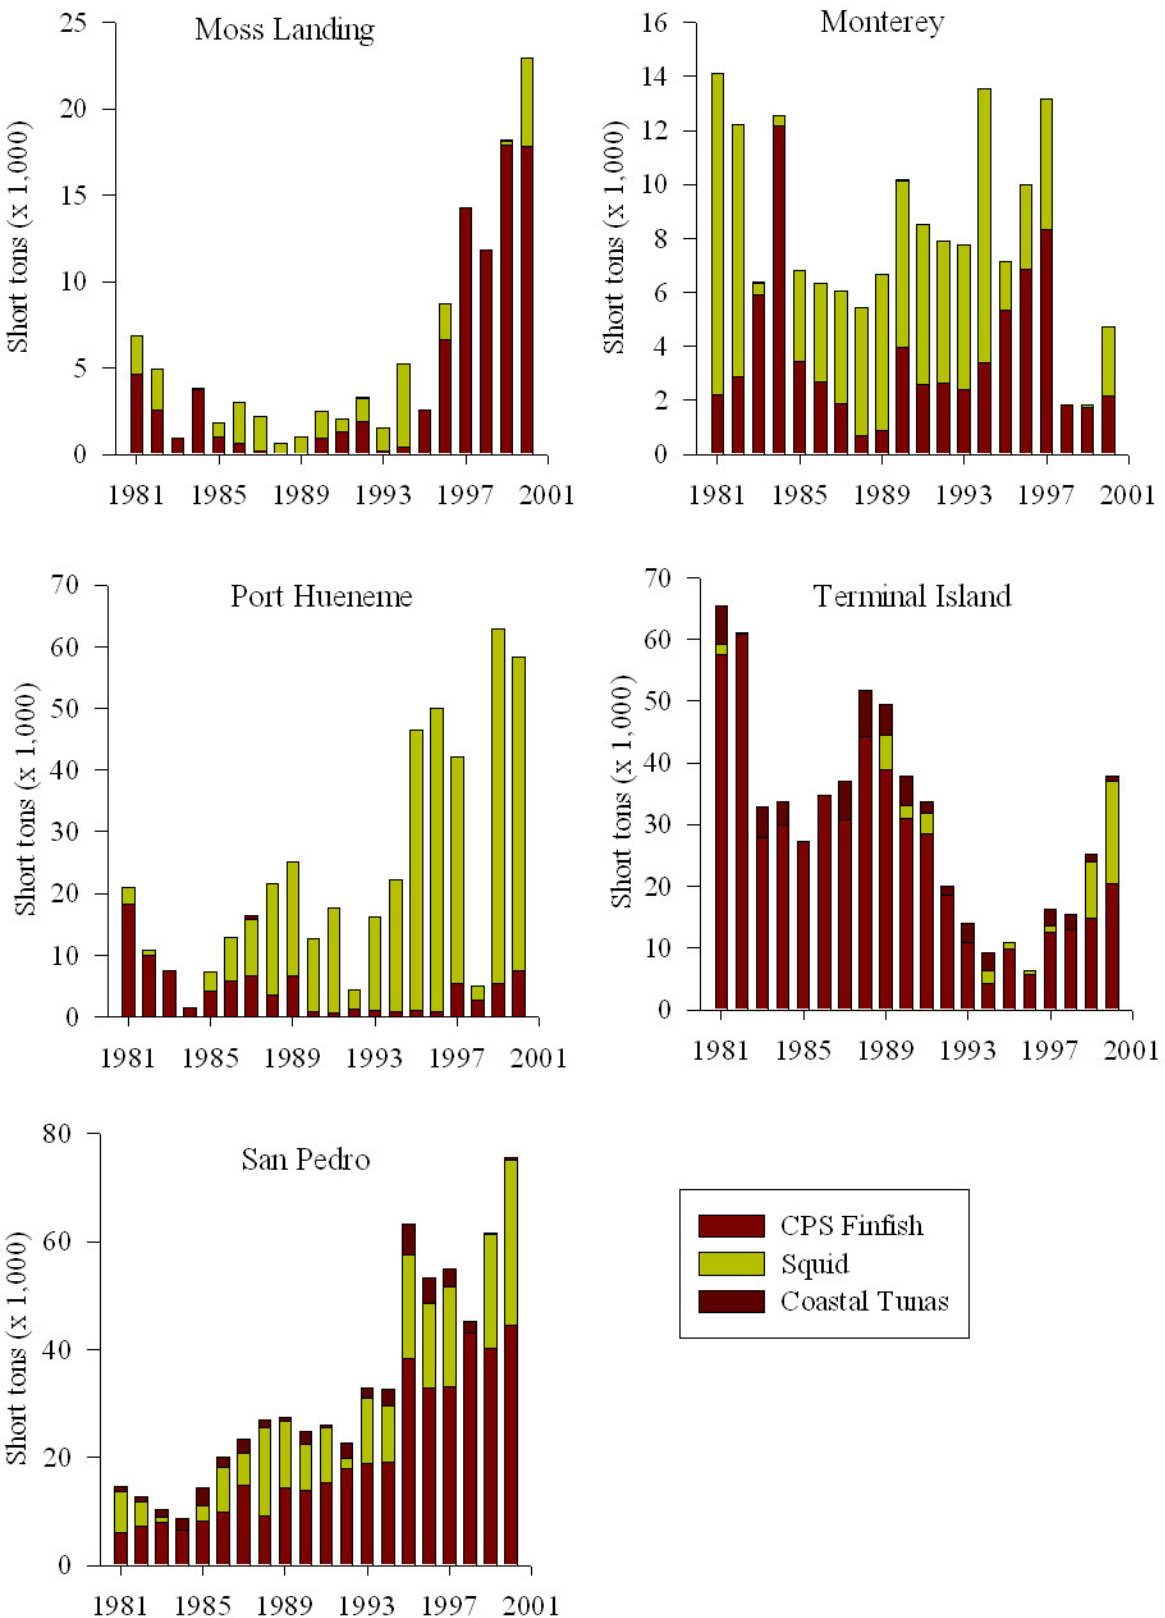 Moss Landing
Short tons (x 1,000)
25
20
15
10
5
0
1981 1985 1989 1993 1997 2001
Monterey
Short tons (x 1,000)
16
14
12
10
8
6
4
2
0
1981 1985 1989 1993 1997 2001
Port Hueneme
Short tons (x 1,000)
70
60
50
40
30
20
10
0
1981 1985 1989 1993 1997 2001
Terminal Island
Short tons (x 1,000)
70
60
50
40
30
20
10
0
1981 1985 1989 1993 1997 2001
San Pedro
Short tons (x 1,000)
80
60
40
20
0
1981 1985 1989 1993 1997 2001
CPS Finfish
Squid
Coastal Tunas